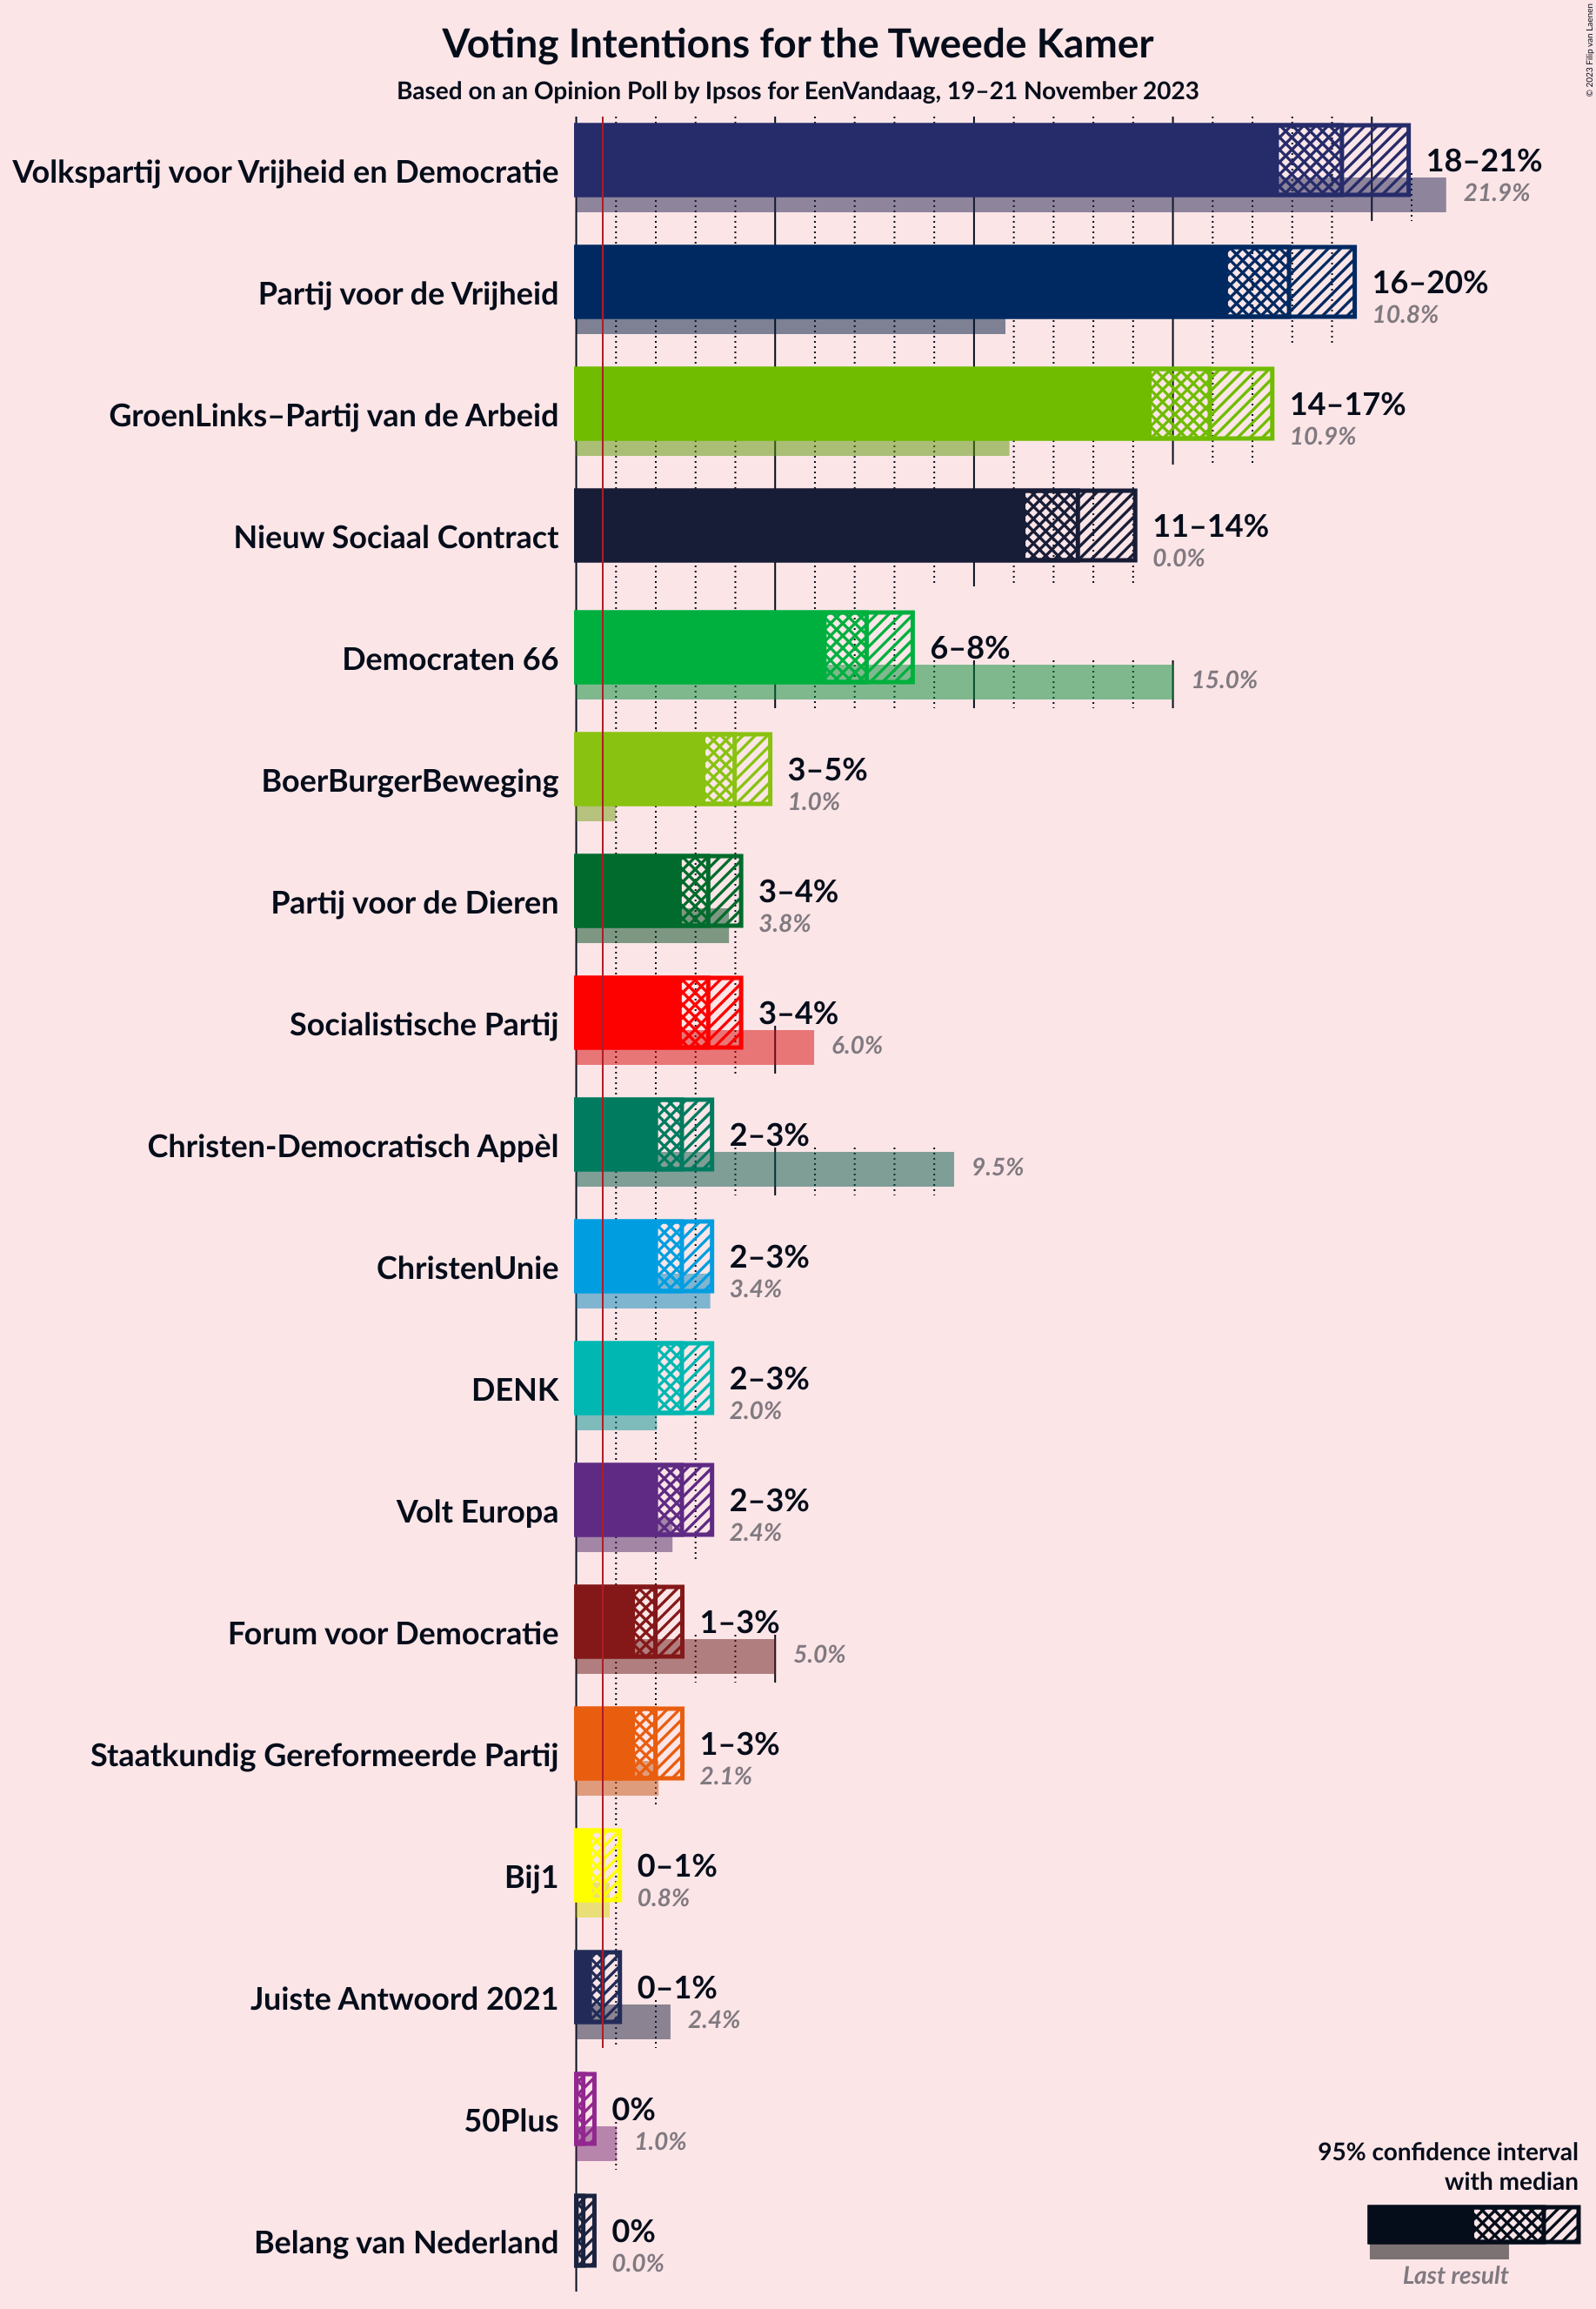 © 2023 Filip van Laenen
Voting Intentions for the Tweede Kamer
Based on an Opinion Poll by Ipsos for EenVandaag, 19–21 November 2023
Volkspartij voor Vrijheid en Democratie
18–21%
21.9%
Partij voor de Vrijheid
16–20%
10.8%
GroenLinks–Partij van de Arbeid
14–17%
10.9%
Nieuw Sociaal Contract
11–14%
0.0%
Democraten 66
6–8%
15.0%
BoerBurgerBeweging
3–5%
1.0%
Partij voor de Dieren
3–4%
3.8%
Socialistische Partij
3–4%
6.0%
Christen-Democratisch Appèl
2–3%
9.5%
ChristenUnie
2–3%
3.4%
DENK
2–3%
2.0%
Volt Europa
2–3%
2.4%
Forum voor Democratie
1–3%
5.0%
Staatkundig Gereformeerde Partij
1–3%
2.1%
Bij1
0–1%
0.8%
Juiste Antwoord 2021
0–1%
2.4%
50Plus
0%
1.0%
Belang van Nederland
0%
0.0%
95% confidence interval
with median
Last result